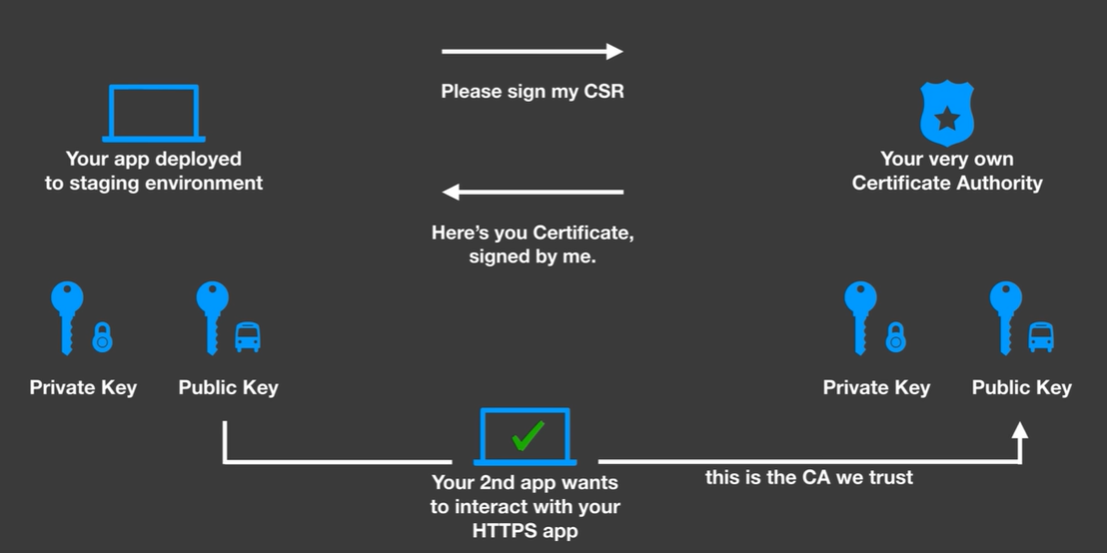 Please sign my CSR
Your app deployed
to staging environment
Your very own
Certificate Authority
Here's you Certificate,
signed by me.
Private Key
Public Key
Private Key
Public Key
this is the CA we trust
Your 2nd app wants
to interact with your
HTTPS app